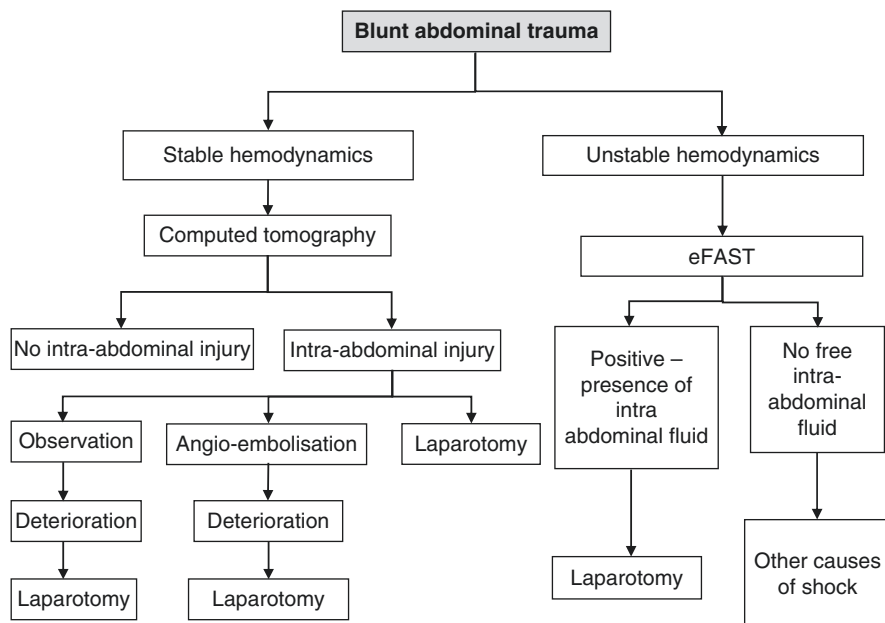 Blunt abdominal trauma
Stable hemodynamics
Unstable hemodynamics
Computed tomography
eFAST
No intra-abdominal injury
Intra-abdominal injury
Positive –
presence of
intra
abdominal fluid
No free
intra-
abdominal
fluid
Observation
Angio-embolisation
Laparotomy
Deterioration
Deterioration
Laparotomy
Laparotomy
Laparotomy
Other causes
of shock